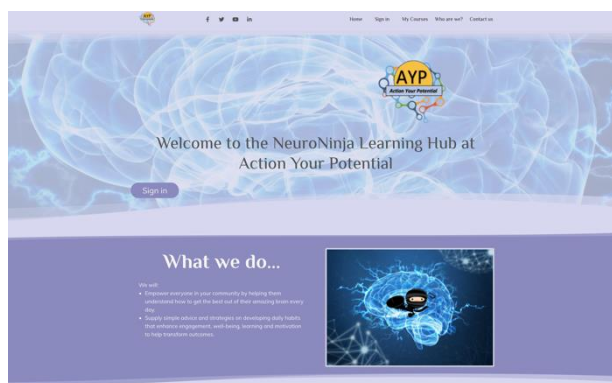 AYP
Home Sign in My Courses Who are we? Contact us
AYP
Action Your Potential
Welcome to the NeuroNinja Learning Hub at
Action Your Potential
Sign in
What we do...
We will:
• Empower everyone in your community by helping them
understand how to get the best out of their amazing brain every
day.
• Supply simple advice and strategies on developing daily habits
that enhance engagement, well-being, learning and motivation
to help transform outcomes.